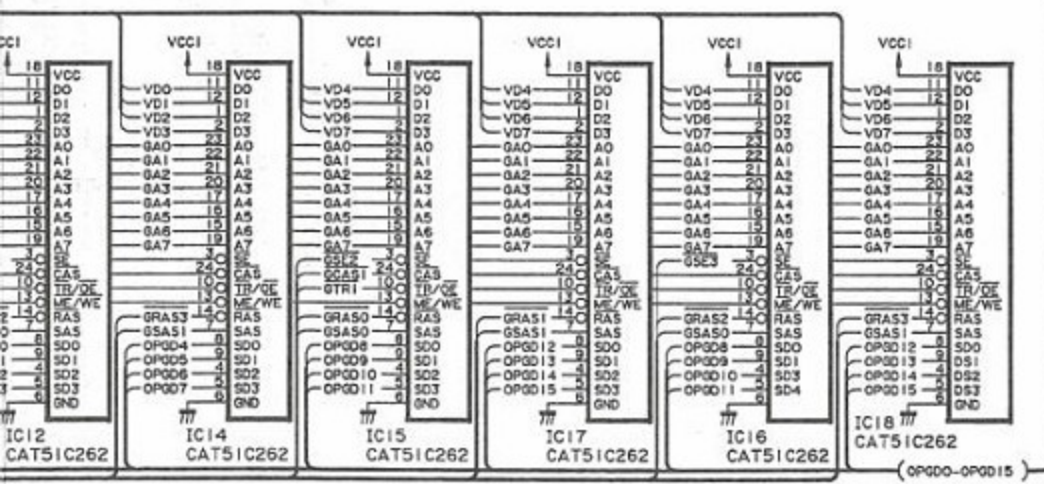 VCC1 VCC1 VCC1 VCC1 VCC1
18 VCC 18 VCC 18 VCC 18 VCC 18 VCC 18 VCC
11 D0 VD0 11 D0 VD4 11 D0 VD4 11 D0 VD4 11 D0 VD4 11 D0
12 D1 VD1 12 D1 VD5 12 D1 VD5 12 D1 VD5 12 D1 VD5 12 D1
1 D2 VD2 1 D2 VD6 1 D2 VD6 1 D2 VD6 1 D2 VD6 1 D2
2 D3 VD3 2 D3 VD7 2 D3 VD7 2 D3 VD7 2 D3 VD7 2 D3
23 A0 GA0 23 A0 GA0 23 A0 GA0 23 A0 GA0 23 A0 GA0 23 A0
22 A1 GA1 22 A1 GA1 22 A1 GA1 22 A1 GA1 22 A1 GA1 22 A1
21 A2 GA2 21 A2 GA2 21 A2 GA2 21 A2 GA2 21 A2 GA2 21 A2
20 A3 GA3 20 A3 GA3 20 A3 GA3 20 A3 GA3 20 A3 GA3 20 A3
17 A4 GA4 17 A4 GA4 17 A4 GA4 17 A4 GA4 17 A4 GA4 17 A4
16 A5 GA5 16 A5 GA5 16 A5 GA5 16 A5 GA5 16 A5 GA5 16 A5
15 A6 GA6 15 A6 GA6 15 A6 GA6 15 A6 GA6 15 A6 GA6 15 A6
19 A7 GA7 19 A7 GA7 19 A7 GA7 19 A7 GA7 19 A7 GA7 19 A7
3 SE 3 SE GSE2 3 SE 3 SE GSE3 3 SE 3 SE
24 CAS 24 CAS GCAS1 24 CAS 24 CAS 24 CAS 24 CAS
10 TR/OE 10 TR/OE GTR1 10 TR/OE 10 TR/OE 10 TR/OE 10 TR/OE
13 ME/WE 13 ME/WE 13 ME/WE 13 ME/WE 13 ME/WE 13 ME/WE
14 RAS GRAS3 14 RAS GRAS0 14 RAS GRAS1 14 RAS GRAS2 14 RAS GRAS3 14 RAS
7 SAS GSAS1 7 SAS GSAS0 7 SAS GSAS1 7 SAS GSAS0 7 SAS GSAS1 7 SAS
8 SD0 OPGD4 8 SD0 OPGD8 8 SD0 OPGD12 8 SD0 OPGD8 8 SD0 OPGD12 8 SD0
9 SD1 OPGD5 9 SD1 OPGD9 9 SD1 OPGD13 9 SD1 OPGD9 9 SD1 OPGD13 9 SD1
4 SD2 OPGD6 4 SD2 OPGD10 4 SD2 OPGD14 4 SD2 OPGD10 4 SD3 OPGD14 4 DS2
5 SD3 OPGD7 5 SD3 OPGD11 5 SD3 OPGD15 5 SD3 OPGD11 5 SD4 OPGD15 5 DS3
6 GND 6 GND 6 GND 6 GND 6 GND 6 GND
IC12 IC14 IC15 IC17 IC16 IC18
CAT51C262 CAT51C262 CAT51C262 CAT51C262 CAT51C262 CAT51C262
OPGD0-OPGD15